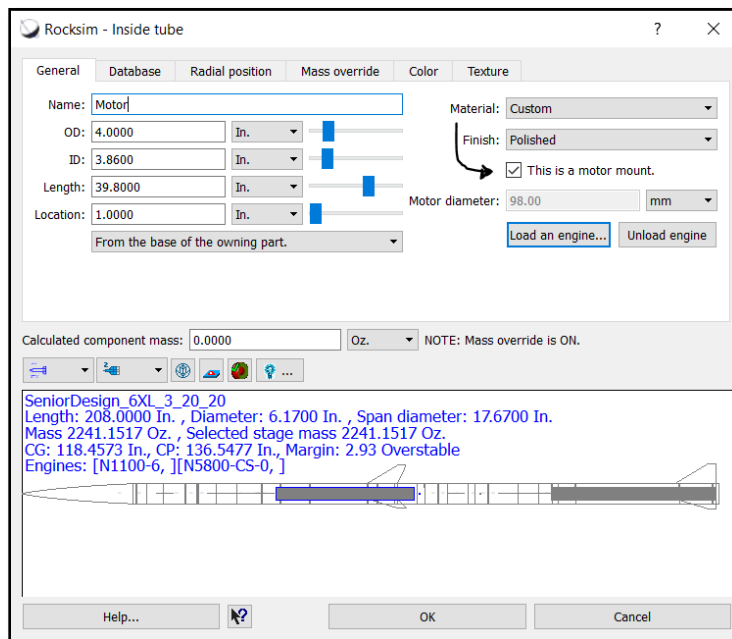 Rocksim - Inside tube
General Database Radial position Mass override Color Texture
Name: Motor
OD: 4.0000 In.
ID: 3.8600 In.
Length: 39.8000 In.
Location: 1.0000 In.
From the base of the owning part.
Material: Custom
Finish: Polished
This is a motor mount.
Motor diameter: 98.00 mm
Load an engine... Unload engine
Calculated component mass: 0.0000 Oz. NOTE: Mass override is ON.
...
SeniorDesign_6XL_3_20_20
Length: 208.0000 In. , Diameter: 6.1700 In. , Span diameter: 17.6700 In.
Mass 2241.1517 Oz. , Selected stage mass 2241.1517 Oz.
CG: 118.4573 In., CP: 136.5477 In., Margin: 2.93 Overstable
Engines: [N1100-6, ][N5800-CS-0, ]
Help... OK Cancel